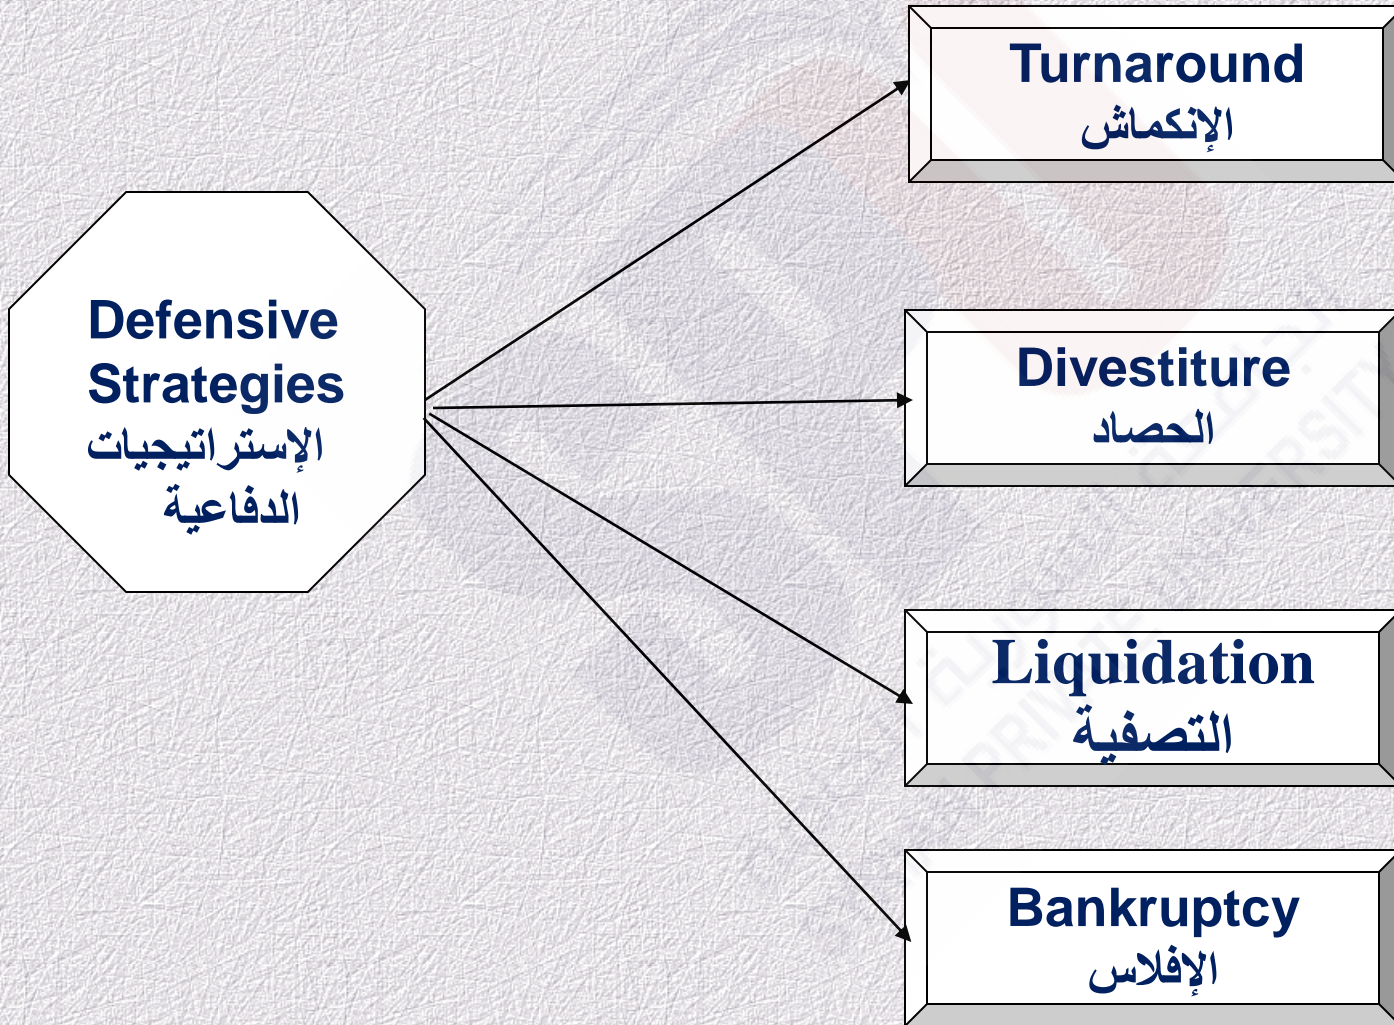 Defensive
Strategies
الإستراتيجيات
الدفاعية
Turnaround
الإنكماش
Divestiture
الحصاد
Liquidation
التصفية
Bankruptcy
الإفلاس